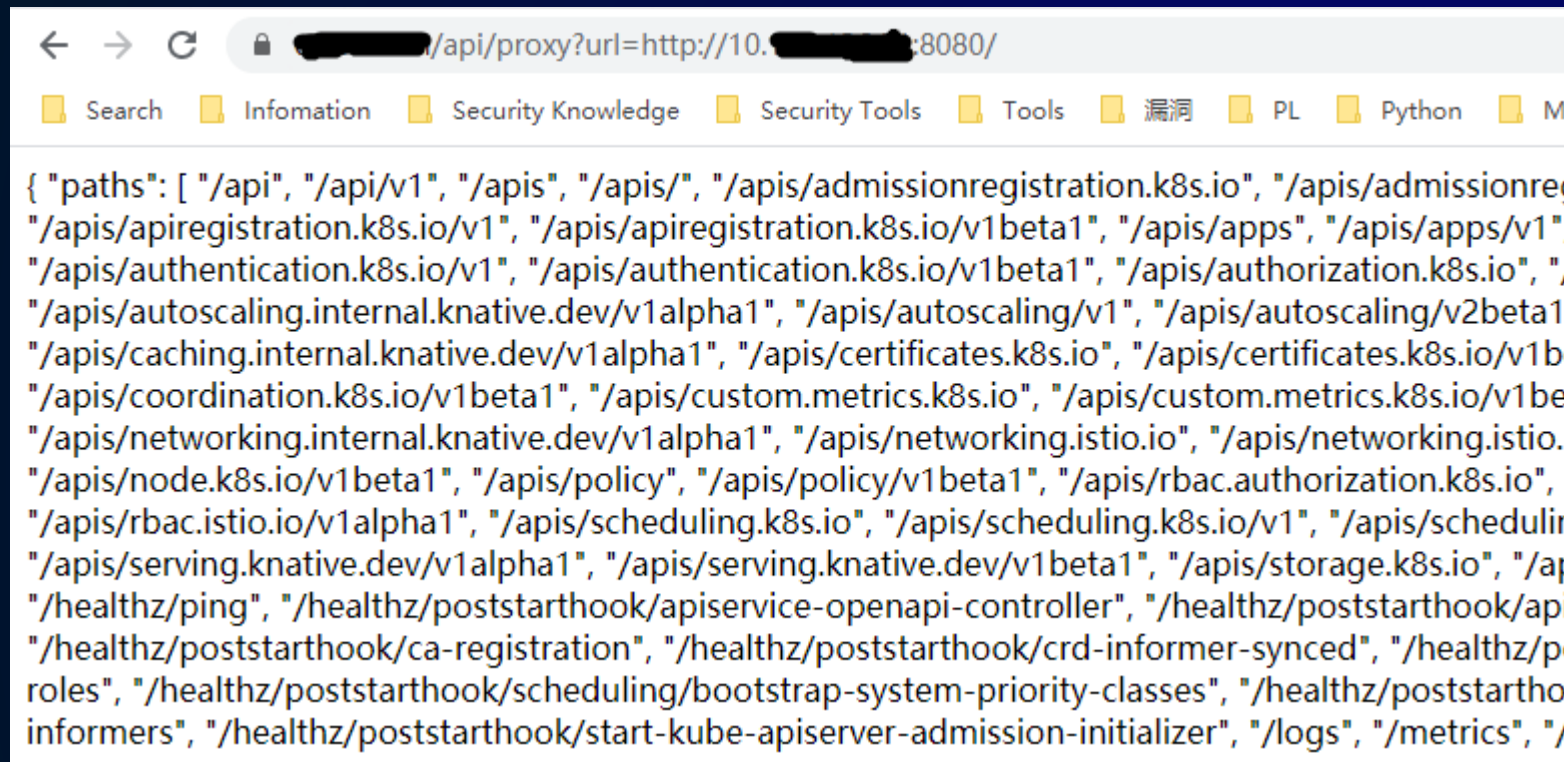 /api/proxy?url=http://10. :8080/
Search Infomation Security Knowledge Security Tools Tools 漏洞 PL Python M
{ "paths": [ "/api", "/api/v1", "/apis", "/apis/", "/apis/admissionregistration.k8s.io", "/apis/admissionreg
"/apis/apiregistration.k8s.io/v1", "/apis/apiregistration.k8s.io/v1beta1", "/apis/apps", "/apis/apps/v1"
"/apis/authentication.k8s.io/v1", "/apis/authentication.k8s.io/v1beta1", "/apis/authorization.k8s.io", "/
"/apis/autoscaling.internal.knative.dev/v1alpha1", "/apis/autoscaling/v1", "/apis/autoscaling/v2beta1
"/apis/caching.internal.knative.dev/v1alpha1", "/apis/certificates.k8s.io", "/apis/certificates.k8s.io/v1b
"/apis/coordination.k8s.io/v1beta1", "/apis/custom.metrics.k8s.io", "/apis/custom.metrics.k8s.io/v1be
"/apis/networking.internal.knative.dev/v1alpha1", "/apis/networking.istio.io", "/apis/networking.istio.
"/apis/node.k8s.io/v1beta1", "/apis/policy", "/apis/policy/v1beta1", "/apis/rbac.authorization.k8s.io",
"/apis/rbac.istio.io/v1alpha1", "/apis/scheduling.k8s.io", "/apis/scheduling.k8s.io/v1", "/apis/schedulin
"/apis/serving.knative.dev/v1alpha1", "/apis/serving.knative.dev/v1beta1", "/apis/storage.k8s.io", "/ap
"/healthz/ping", "/healthz/poststarthook/apiservice-openapi-controller", "/healthz/poststarthook/api
"/healthz/poststarthook/ca-registration", "/healthz/poststarthook/crd-informer-synced", "/healthz/po
roles", "/healthz/poststarthook/scheduling/bootstrap-system-priority-classes", "/healthz/poststartho
informers", "/healthz/poststarthook/start-kube-apiserver-admission-initializer", "/logs", "/metrics", "/